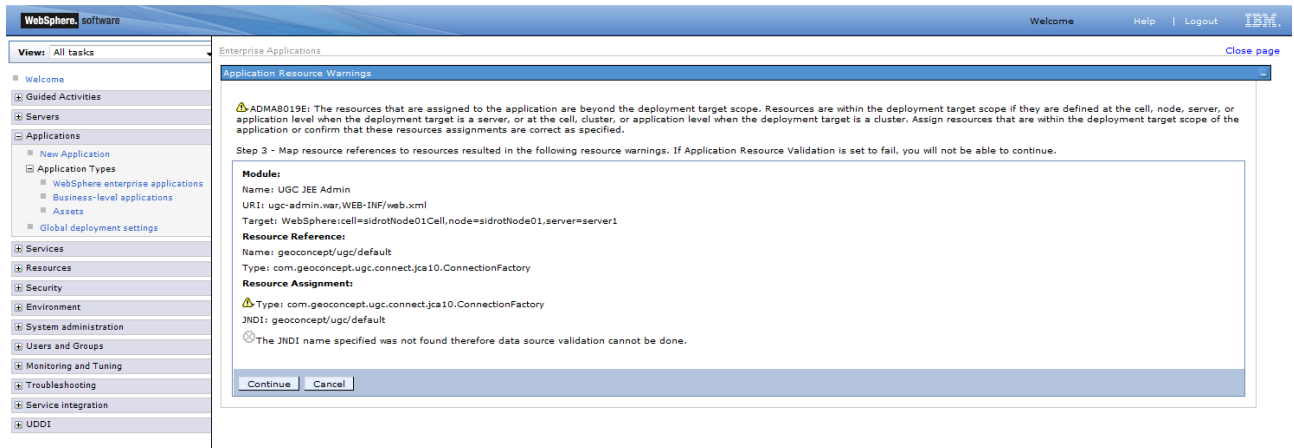 WebSphere. software
Welcome Help | Logout IBM.
View: All tasks
Welcome
Guided Activities
Servers
Applications
New Application
Application Types
WebSphere enterprise applications
Business-level applications
Assets
Global deployment settings
Services
Resources
Security
Environment
System administration
Users and Groups
Monitoring and Tuning
Troubleshooting
Service integration
UDDI
Enterprise Applications
Close page
Application Resource Warnings
ADMA8019E: The resources that are assigned to the application are beyond the deployment target scope. Resources are within the deployment target scope if they are defined at the cell, node, server, or
application level when the deployment target is a server, or at the cell, cluster, or application level when the deployment target is a cluster. Assign resources that are within the deployment target scope of the
application or confirm that these resources assignments are correct as specified.
Step 3 - Map resource references to resources resulted in the following resource warnings. If Application Resource Validation is set to fail, you will not be able to continue.
Module:
Name: UGC JEE Admin
URI: ugc-admin.war,WEB-INF/web.xml
Target: WebSphere:cell=sidrotNode01Cell,node=sidrotNode01,server=server1
Resource Reference:
Name: geoconcept/ugc/default
Type: com.geoconcept.ugc.connect.jca10.ConnectionFactory
Resource Assignment:
Type: com.geoconcept.ugc.connect.jca10.ConnectionFactory
JNDI: geoconcept/ugc/default
The JNDI name specified was not found therefore data source validation cannot be done.
Continue Cancel